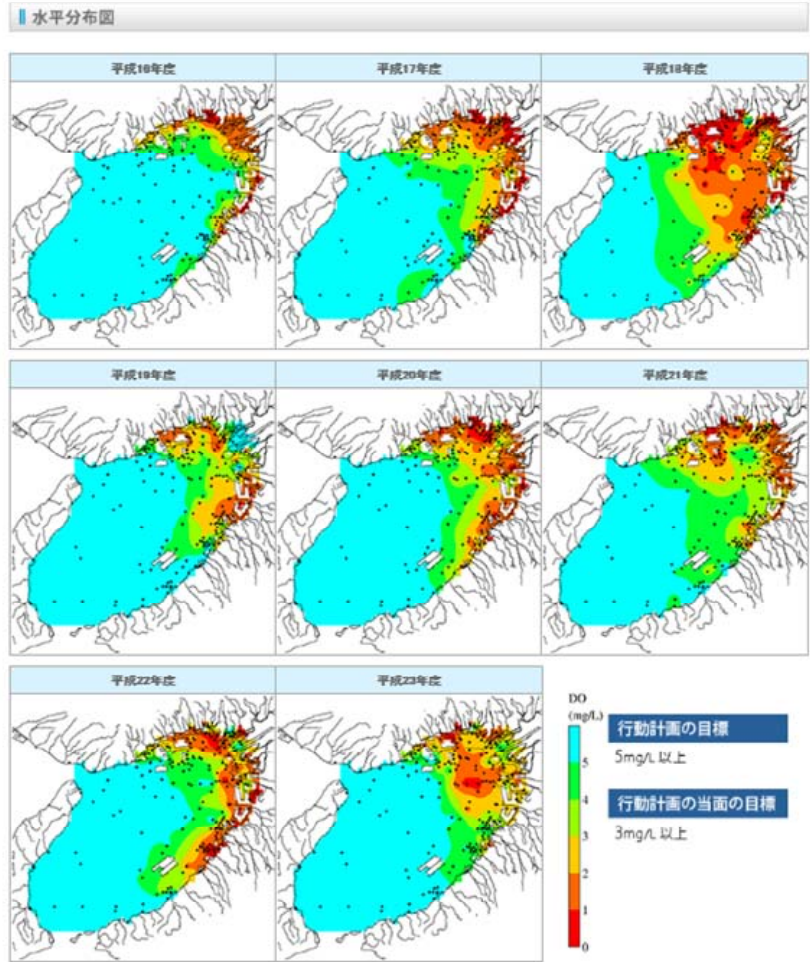 水平分布図
平成16年度
平成17年度
平成18年度
平成19年度
平成20年度
平成21年度
平成22年度
平成23年度
DO
(mg/L)
5
4
3
2
1
0
行動計画の目標
5mg/L 以上
行動計画の当面の目標
3mg/L 以上